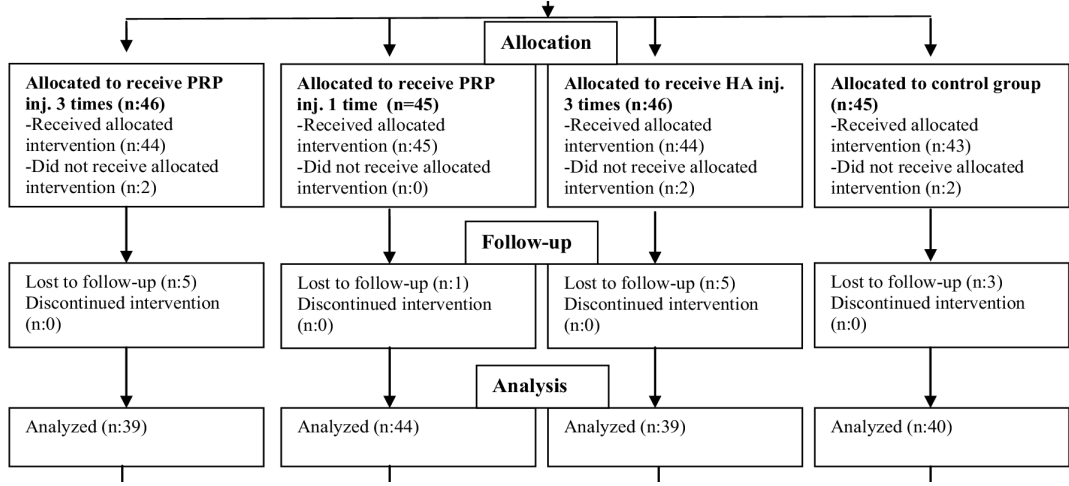 Allocation
Allocated to receive PRP
inj. 3 times (n:46)
-Received allocated
intervention (n:44)
-Did not receive allocated
intervention (n:2)
Allocated to receive PRP
inj. 1 time (n=45)
-Received allocated
intervention (n:45)
-Did not receive allocated
intervention (n:0)
Allocated to receive HA inj.
3 times (n:46)
-Received allocated
intervention (n:44)
-Did not receive allocated
intervention (n:2)
Allocated to control group
(n:45)
-Received allocated
intervention (n:43)
-Did not receive allocated
intervention (n:2)
Follow-up
Lost to follow-up (n:5)
Discontinued intervention
(n:0)
Lost to follow-up (n:1)
Discontinued intervention
(n:0)
Lost to follow-up (n:5)
Discontinued intervention
(n:0)
Lost to follow-up (n:3)
Discontinued intervention
(n:0)
Analysis
Analyzed (n:39)
Analyzed (n:44)
Analyzed (n:39)
Analyzed (n:40)